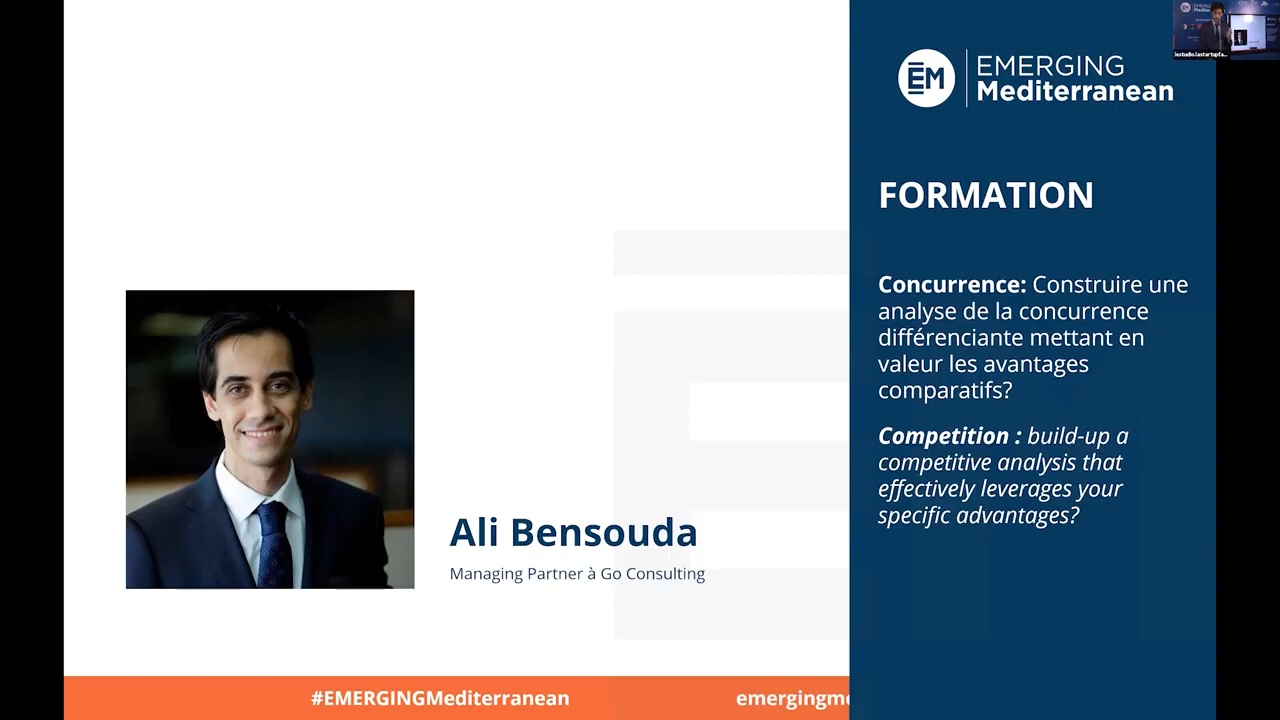 EM
EMERGING
Mediterranean
FORMATION
Concurrence: Construire une
analyse de la concurrence
différenciante mettant en
valeur les avantages
comparatifs?
Competition : build-up a
competitive analysis that
effectively leverages your
specific advantages?
Ali Bensouda
Managing Partner à Go Consulting
#EMERGINGMediterranean
emergingme